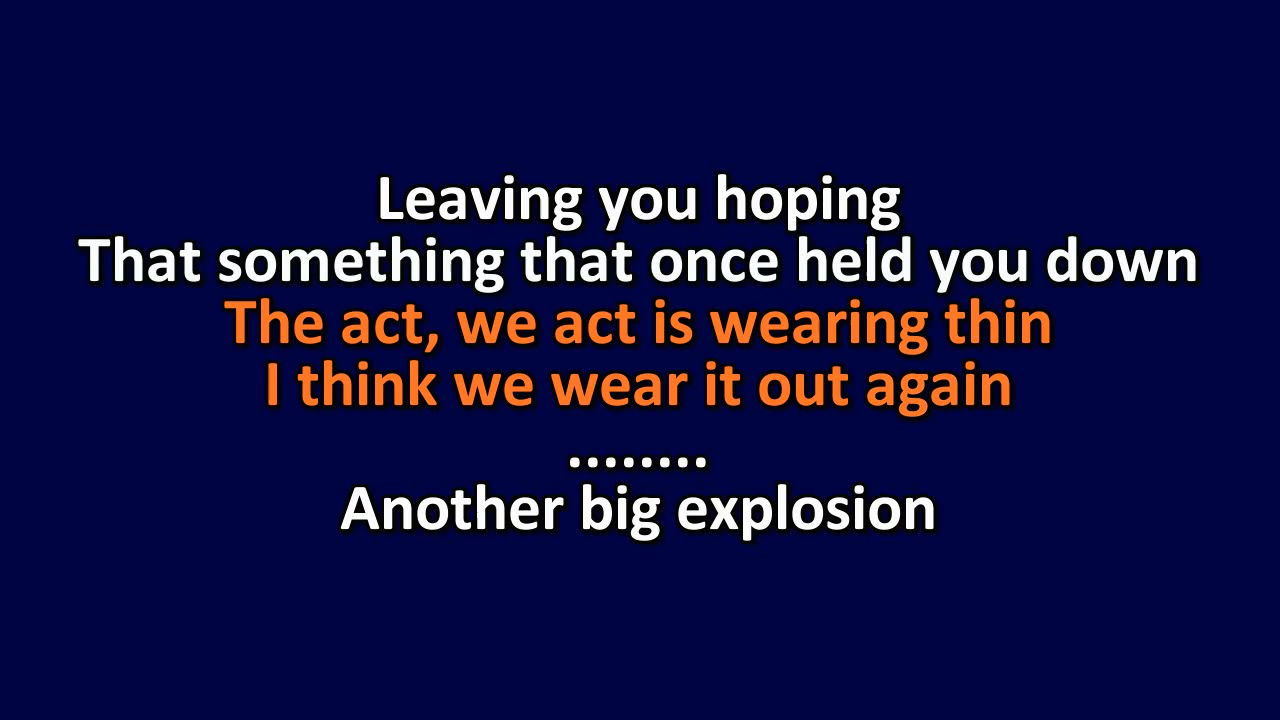 Leaving you hoping
That something that once held you down
The act, we act is wearing thin
I think we wear it out again
........
Another big explosion